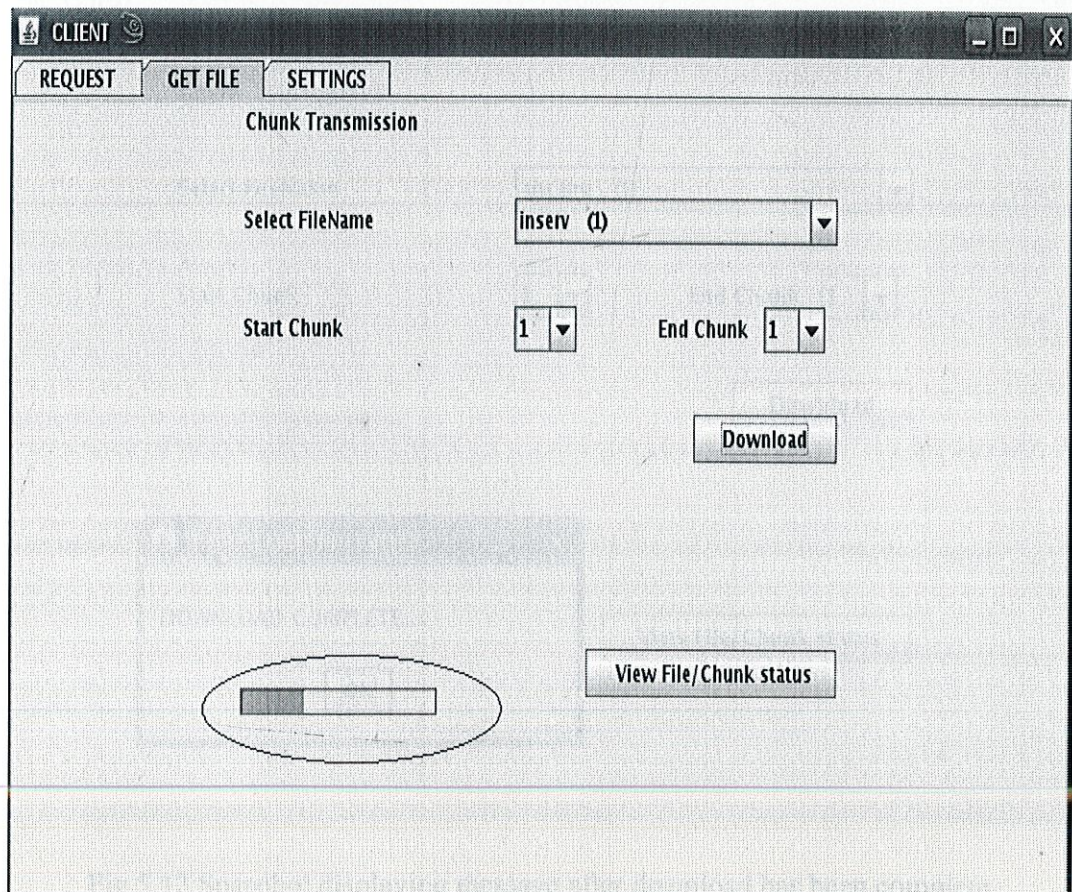 CLIENT
REQUEST GET FILE SETTINGS
Chunk Transmission
Select FileName inserv (1)
Start Chunk 1 End Chunk 1
Download
View File/Chunk status